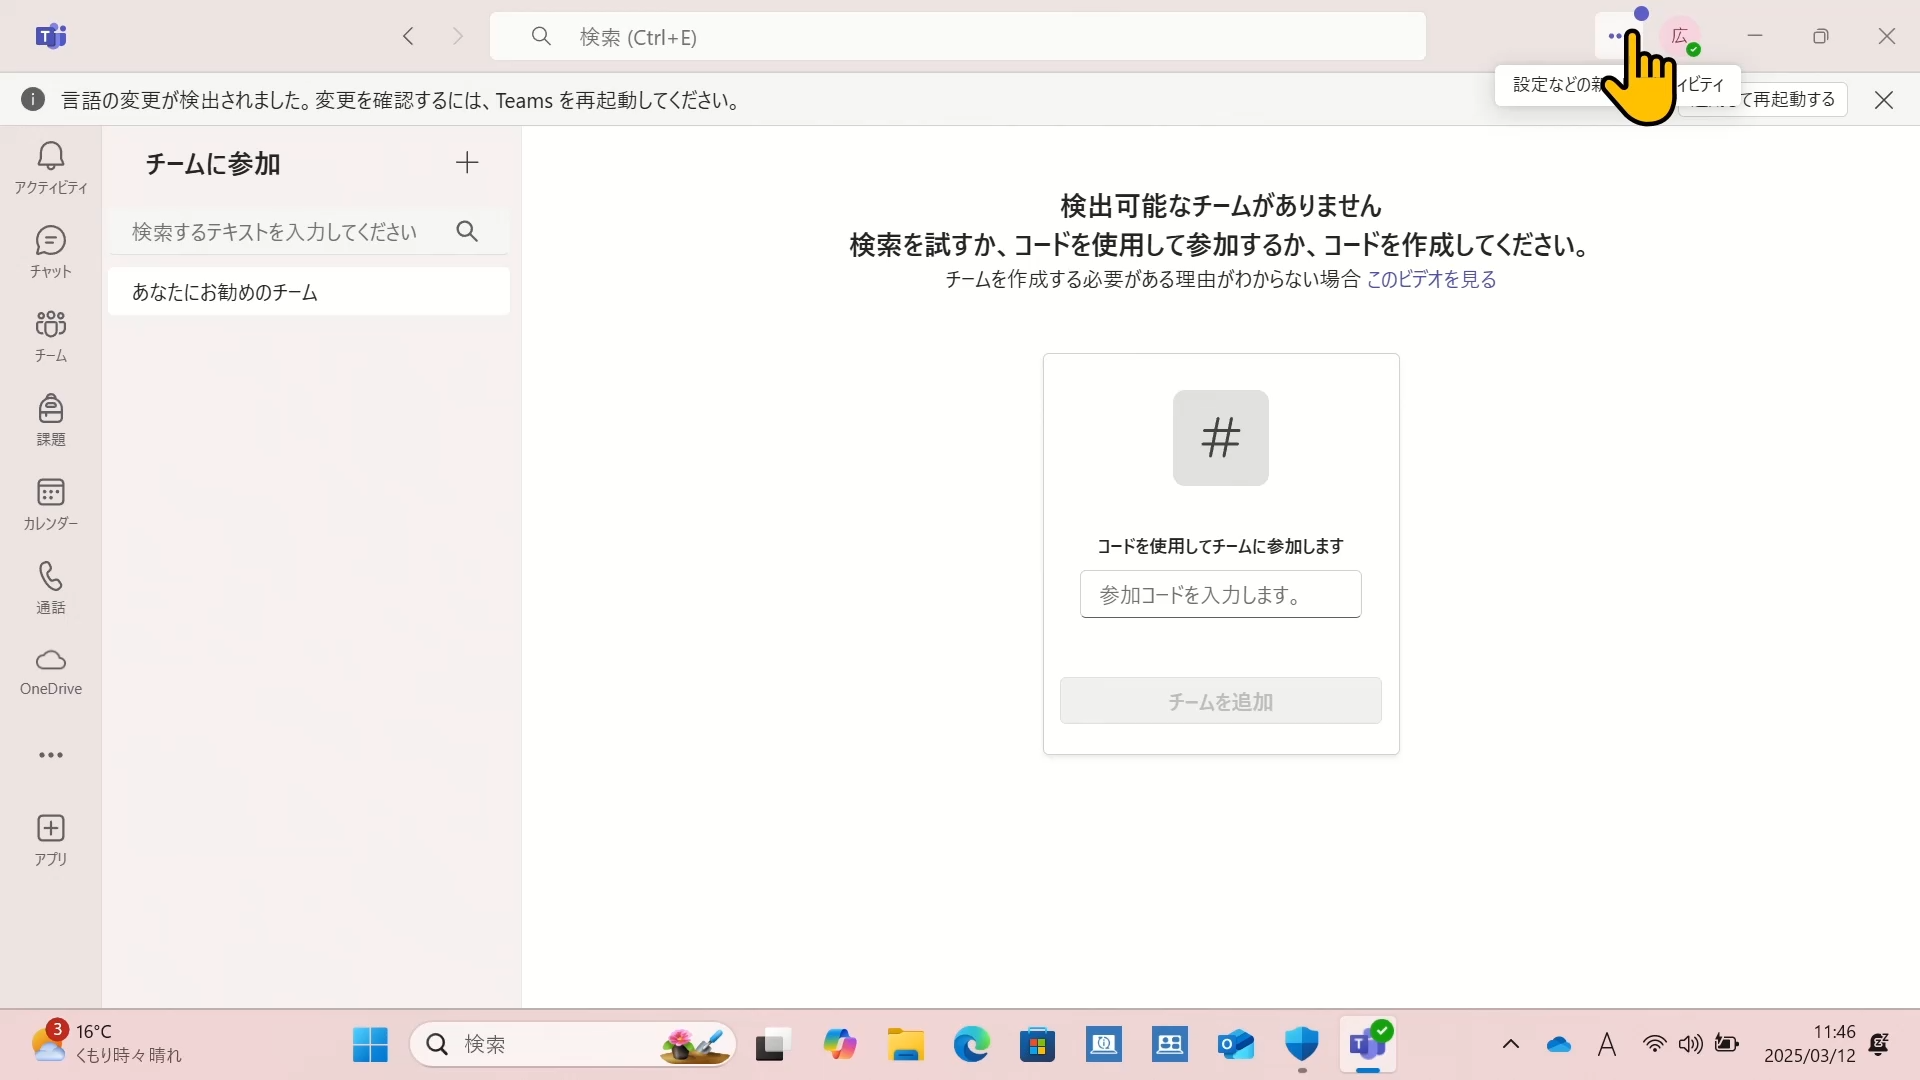 検索 (Ctrl+E)
広
設定などの
ィビティ
言語の変更が検出されました。変更を確認するには、Teams を再起動してください。
て再起動する
アクティビティ
チャット
チーム
課題
カレンダー
通話
OneDrive
アプリ
チームに参加
検索するテキストを入力してください
あなたにお勧めのチーム
検出可能なチームがありません
検索を試すか、コードを使用して参加するか、コードを作成してください。
チームを作成する必要がある理由がわからない場合 このビデオを見る
#
コードを使用してチームに参加します
参加コードを入力します。
チームを追加
3
16°C
くもり時々晴れ
検索
A
11:46
2025/03/12